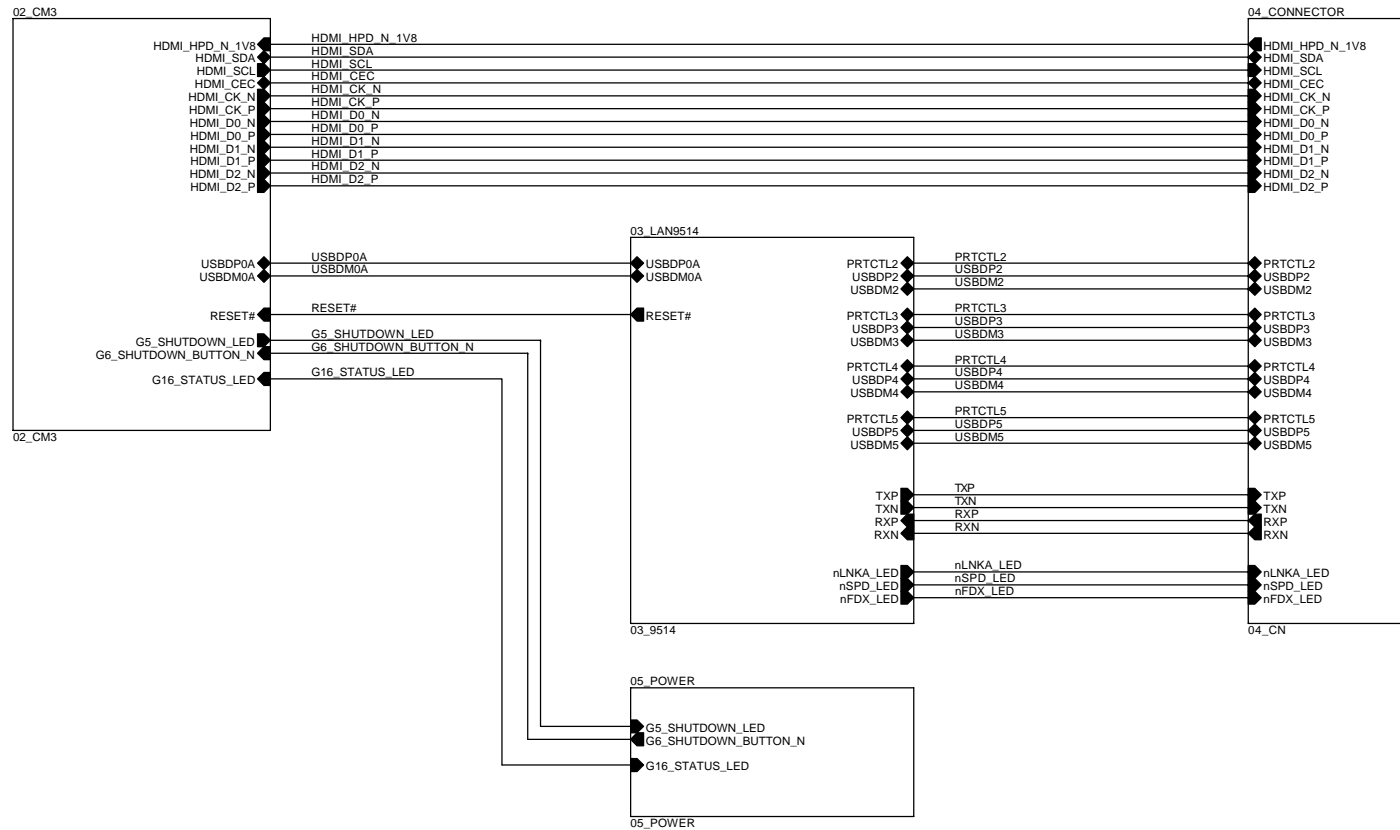 02_CM3
HDMI_HPD_N_1V8
HDMI_SDA
HDMI_SCL
HDMI_CEC
HDMI_CK_N
HDMI_CK_P
HDMI_D0_N
HDMI_D0_P
HDMI_D1_N
HDMI_D1_P
HDMI_D2_N
HDMI_D2_P
USBDP0A
USBDM0A
RESET#
G5_SHUTDOWN_LED
G6_SHUTDOWN_BUTTON_N
G16_STATUS_LED
02_CM3
HDMI_HPD_N_1V8
HDMI_SDA
HDMI_SCL
HDMI_CEC
HDMI_CK_N
HDMI_CK_P
HDMI_D0_N
HDMI_D0_P
HDMI_D1_N
HDMI_D1_P
HDMI_D2_N
HDMI_D2_P
USBDP0A
USBDM0A
RESET#
G5_SHUTDOWN_LED
G6_SHUTDOWN_BUTTON_N
G16_STATUS_LED
03_LAN9514
USBDP0A
USBDM0A
RESET#
PRTCTL2
USBDP2
USBDM2
PRTCTL3
USBDP3
USBDM3
PRTCTL4
USBDP4
USBDM4
PRTCTL5
USBDP5
USBDM5
TXP
TXN
RXP
RXN
nLNKA_LED
nSPD_LED
nFDX_LED
03_9514
PRTCTL2
USBDP2
USBDM2
PRTCTL3
USBDP3
USBDM3
PRTCTL4
USBDP4
USBDM4
PRTCTL5
USBDP5
USBDM5
TXP
TXN
RXP
RXN
nLNKA_LED
nSPD_LED
nFDX_LED
04_CONNECTOR
HDMI_HPD_N_1V8
HDMI_SDA
HDMI_SCL
HDMI_CEC
HDMI_CK_N
HDMI_CK_P
HDMI_D0_N
HDMI_D0_P
HDMI_D1_N
HDMI_D1_P
HDMI_D2_N
HDMI_D2_P
PRTCTL2
USBDP2
USBDM2
PRTCTL3
USBDP3
USBDM3
PRTCTL4
USBDP4
USBDM4
PRTCTL5
USBDP5
USBDM5
TXP
TXN
RXP
RXN
nLNKA_LED
nSPD_LED
nFDX_LED
04_CN
05_POWER
G5_SHUTDOWN_LED
G6_SHUTDOWN_BUTTON_N
G16_STATUS_LED
05_POWER